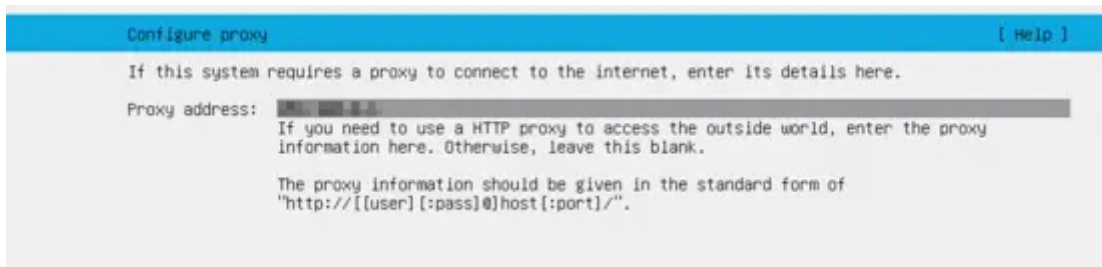 Configure proxy [ Help ]
If this system requires a proxy to connect to the internet, enter its details here.
Proxy address:
If you need to use a HTTP proxy to access the outside world, enter the proxy
information here. Otherwise, leave this blank.
The proxy information should be given in the standard form of
"http://[[user][:pass]@]host[:port]/".